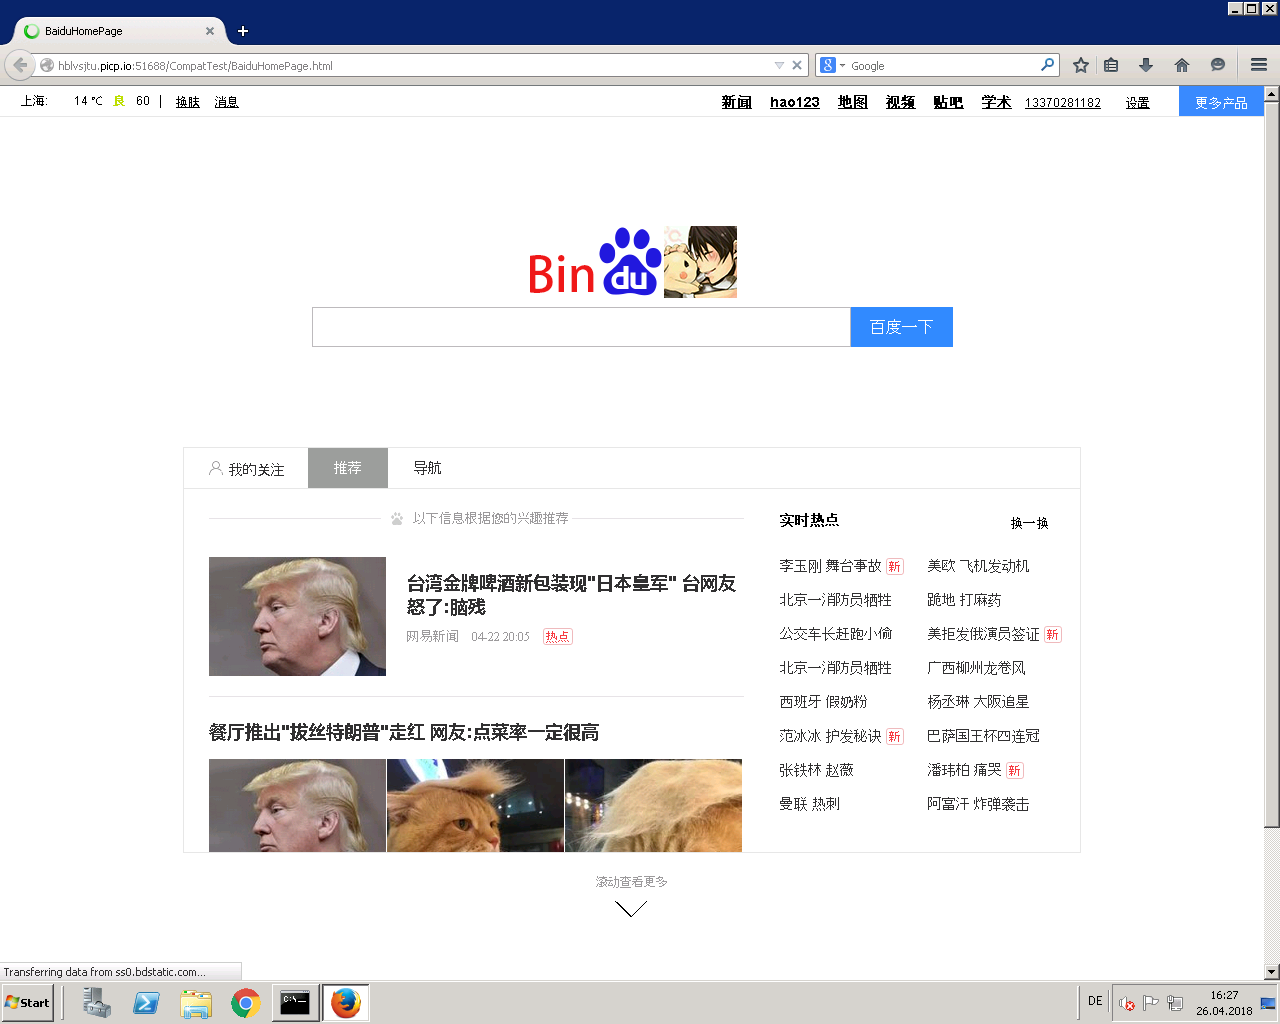 BaiduHomePage
hblvsjtu.picp.io:51688/CompatTest/BaiduHomePage.html
Google
上海: 14 ℃ 良 60 | 换肤 消息
新闻 hao123 地图 视频 贴吧 学术 13370281182 设置 更多产品
Bin du
百度一下
我的关注 推荐 导航
以下信息根据您的兴趣推荐
台湾金牌啤酒新包装现"日本皇军" 台网友
怒了:脑残
网易新闻 04-22 20:05 热点
餐厅推出"拔丝特朗普"走红 网友:点菜率一定很高
实时热点 换一换
李玉刚 舞台事故 新 美欧 飞机发动机
北京一消防员牺牲 跪地 打麻药
公交车长赶跑小偷 美拒发俄演员签证 新
北京一消防员牺牲 广西柳州龙卷风
西班牙 假奶粉 杨丞琳 大阪追星
范冰冰 护发秘诀 新 巴萨国王杯四连冠
张铁林 赵薇 潘玮柏 痛哭 新
曼联 热刺 阿富汗 炸弹袭击
滚动查看更多
Transferring data from ss0.bdstatic.com...
Start
C:\
DE
16:27
26.04.2018